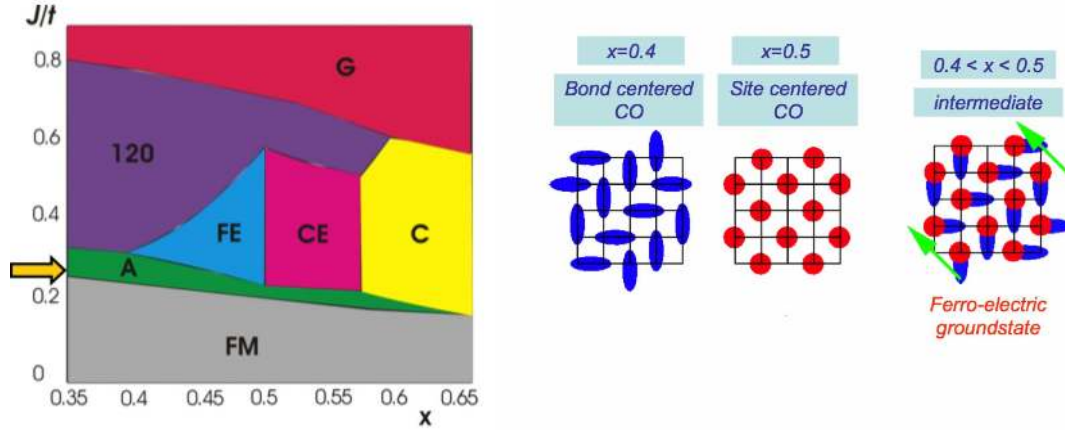 J/t
0.8
0.6
0.4
0.2
0
G
120
FE
CE
C
A
FM
0.35
0.4
0.45
0.5
0.55
0.6
0.65
x
x=0.4
Bond centered
CO
x=0.5
Site centered
CO
0.4 < x < 0.5
intermediate
Ferro-electric
groundstate